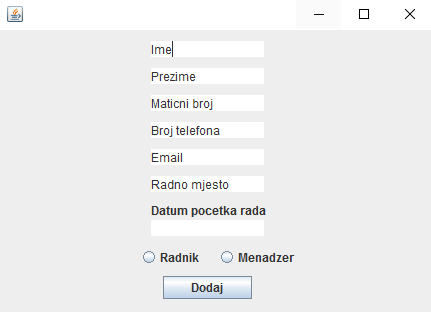 Ime
Prezime
Maticni broj
Broj telefona
Email
Radno mjesto
Datum pocetka rada
Radnik Menadzer
Dodaj